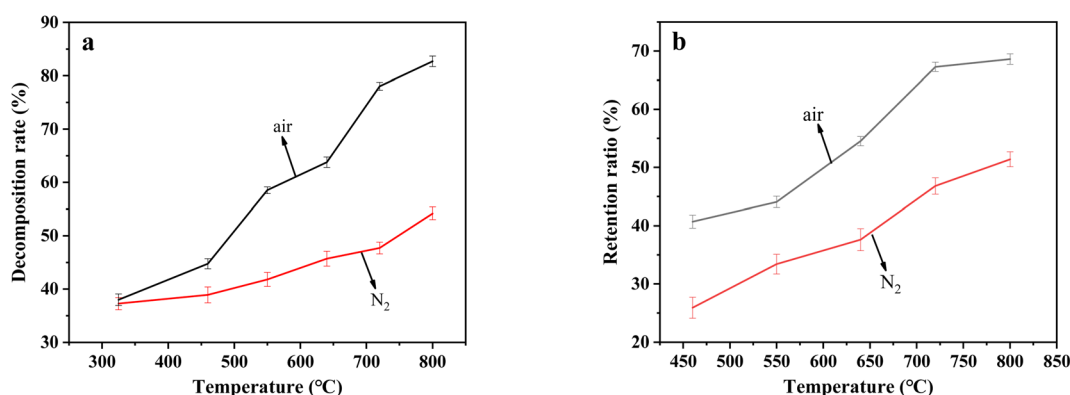 a
90
80
70
60
50
40
30
Decomposition rate (%)
air
N₂
300 400 500 600 700 800
Temperature (℃)
b
70
60
50
40
30
20
Retention ratio (%)
air
N₂
450 500 550 600 650 700 750 800 850
Temperature (℃)